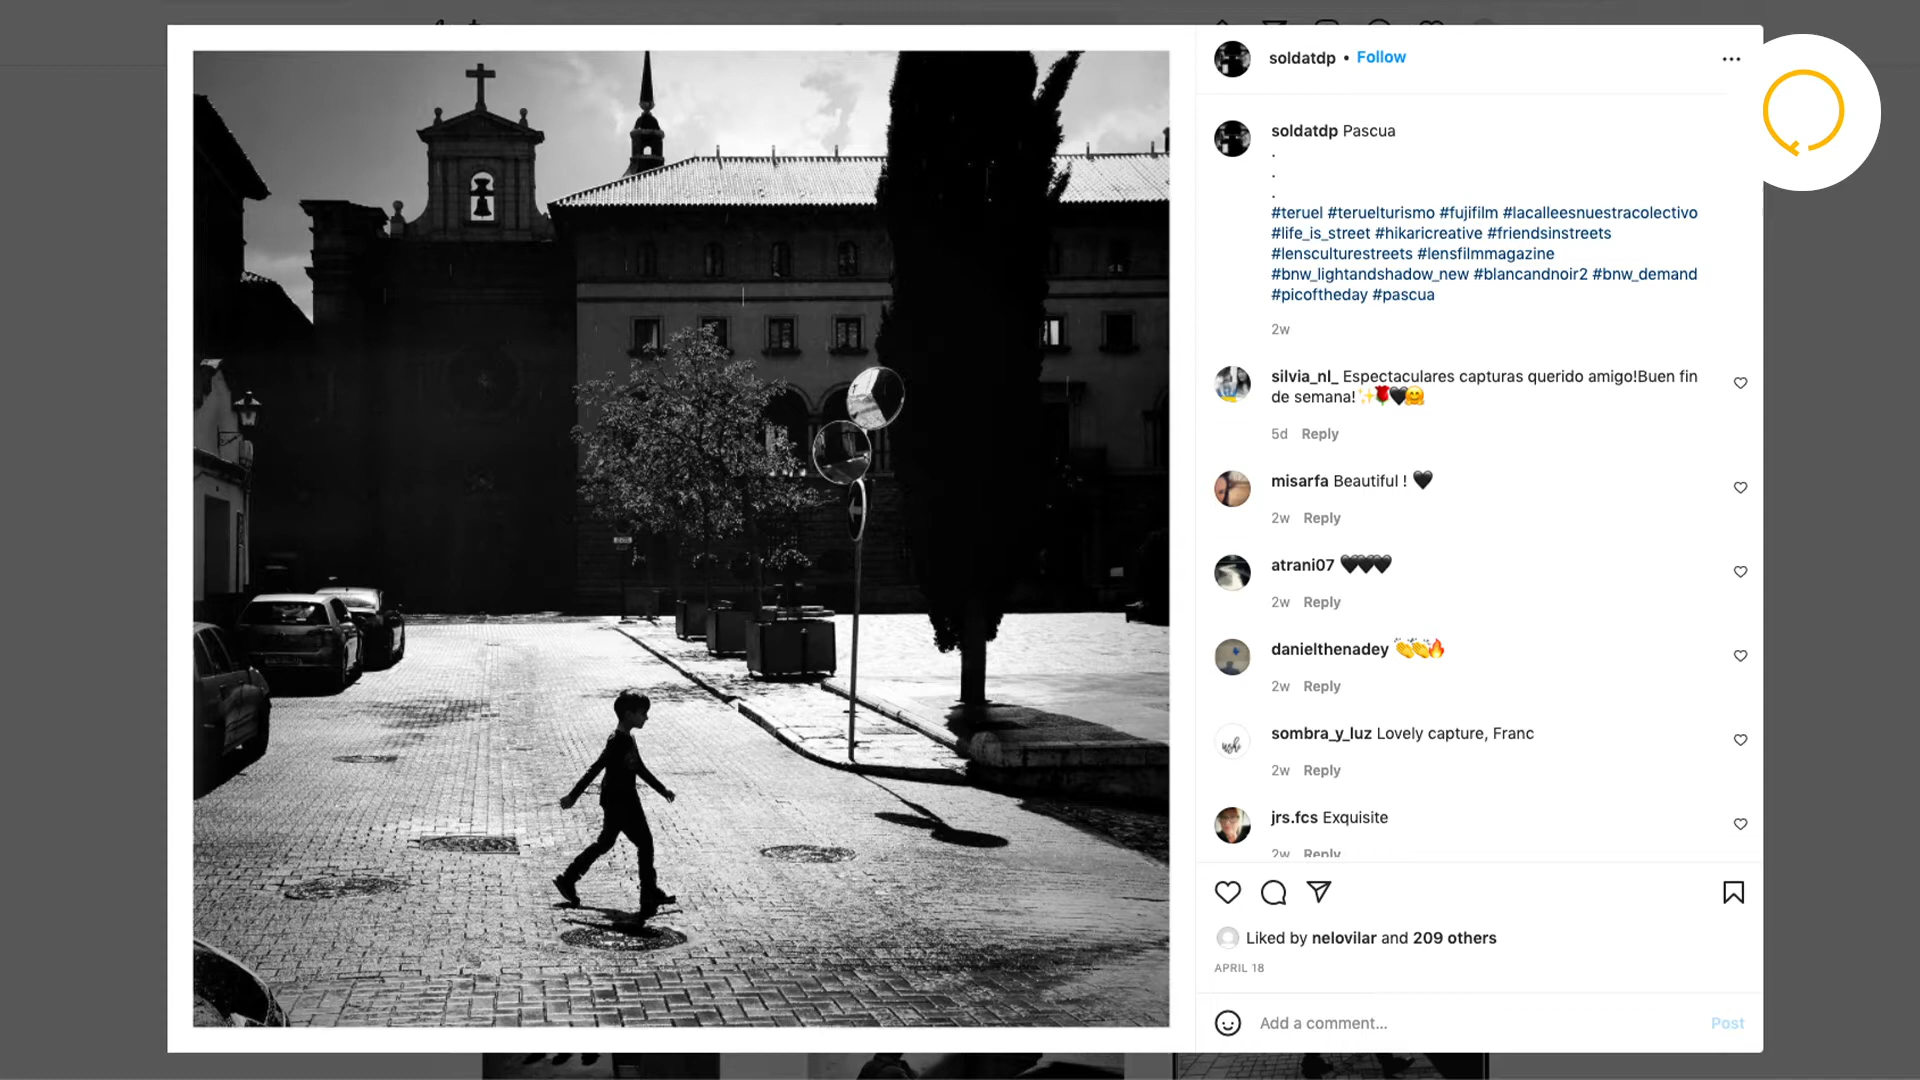 soldatdp • Follow
soldatdp Pascua
.
.
.
#teruel #teruelturismo #fujifilm #lacalleesnuestracolectivo
#life_is_street #hikaricreative #friendsinstreets
#lensculturestreets #lensfilmmagazine
#bnw_lightandshadow_new #blancandnoir2 #bnw_demand
#picoftheday #pascua
2w
silvia_nl_ Espectaculares capturas querido amigo!Buen fin
de semana!✨🌹🖤🤗
5d Reply
misarfa Beautiful ! 🖤
2w Reply
atrani07 🖤🖤🖤
2w Reply
danielthenadey 👏👏🔥
2w Reply
sombra_y_luz Lovely capture, Franc
2w Reply
jrs.fcs Exquisite
2w Reply
Liked by nelovilar and 209 others
APRIL 18
Add a comment...
Post